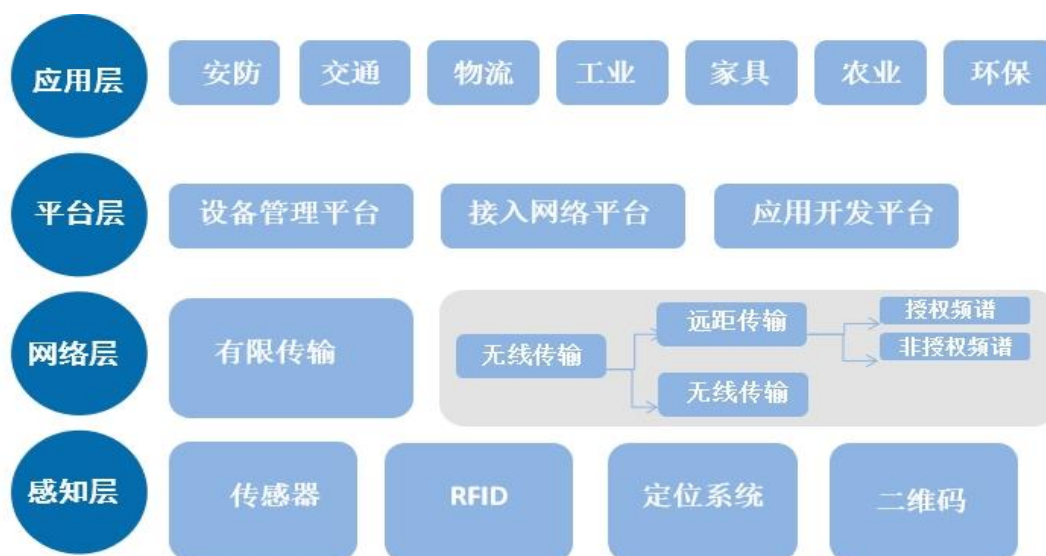 应用层
安防
交通
物流
工业
家具
农业
环保
平台层
设备管理平台
接入网络平台
应用开发平台
网络层
有限传输
无线传输
远距传输
授权频谱
非授权频谱
无线传输
感知层
传感器
RFID
定位系统
二维码